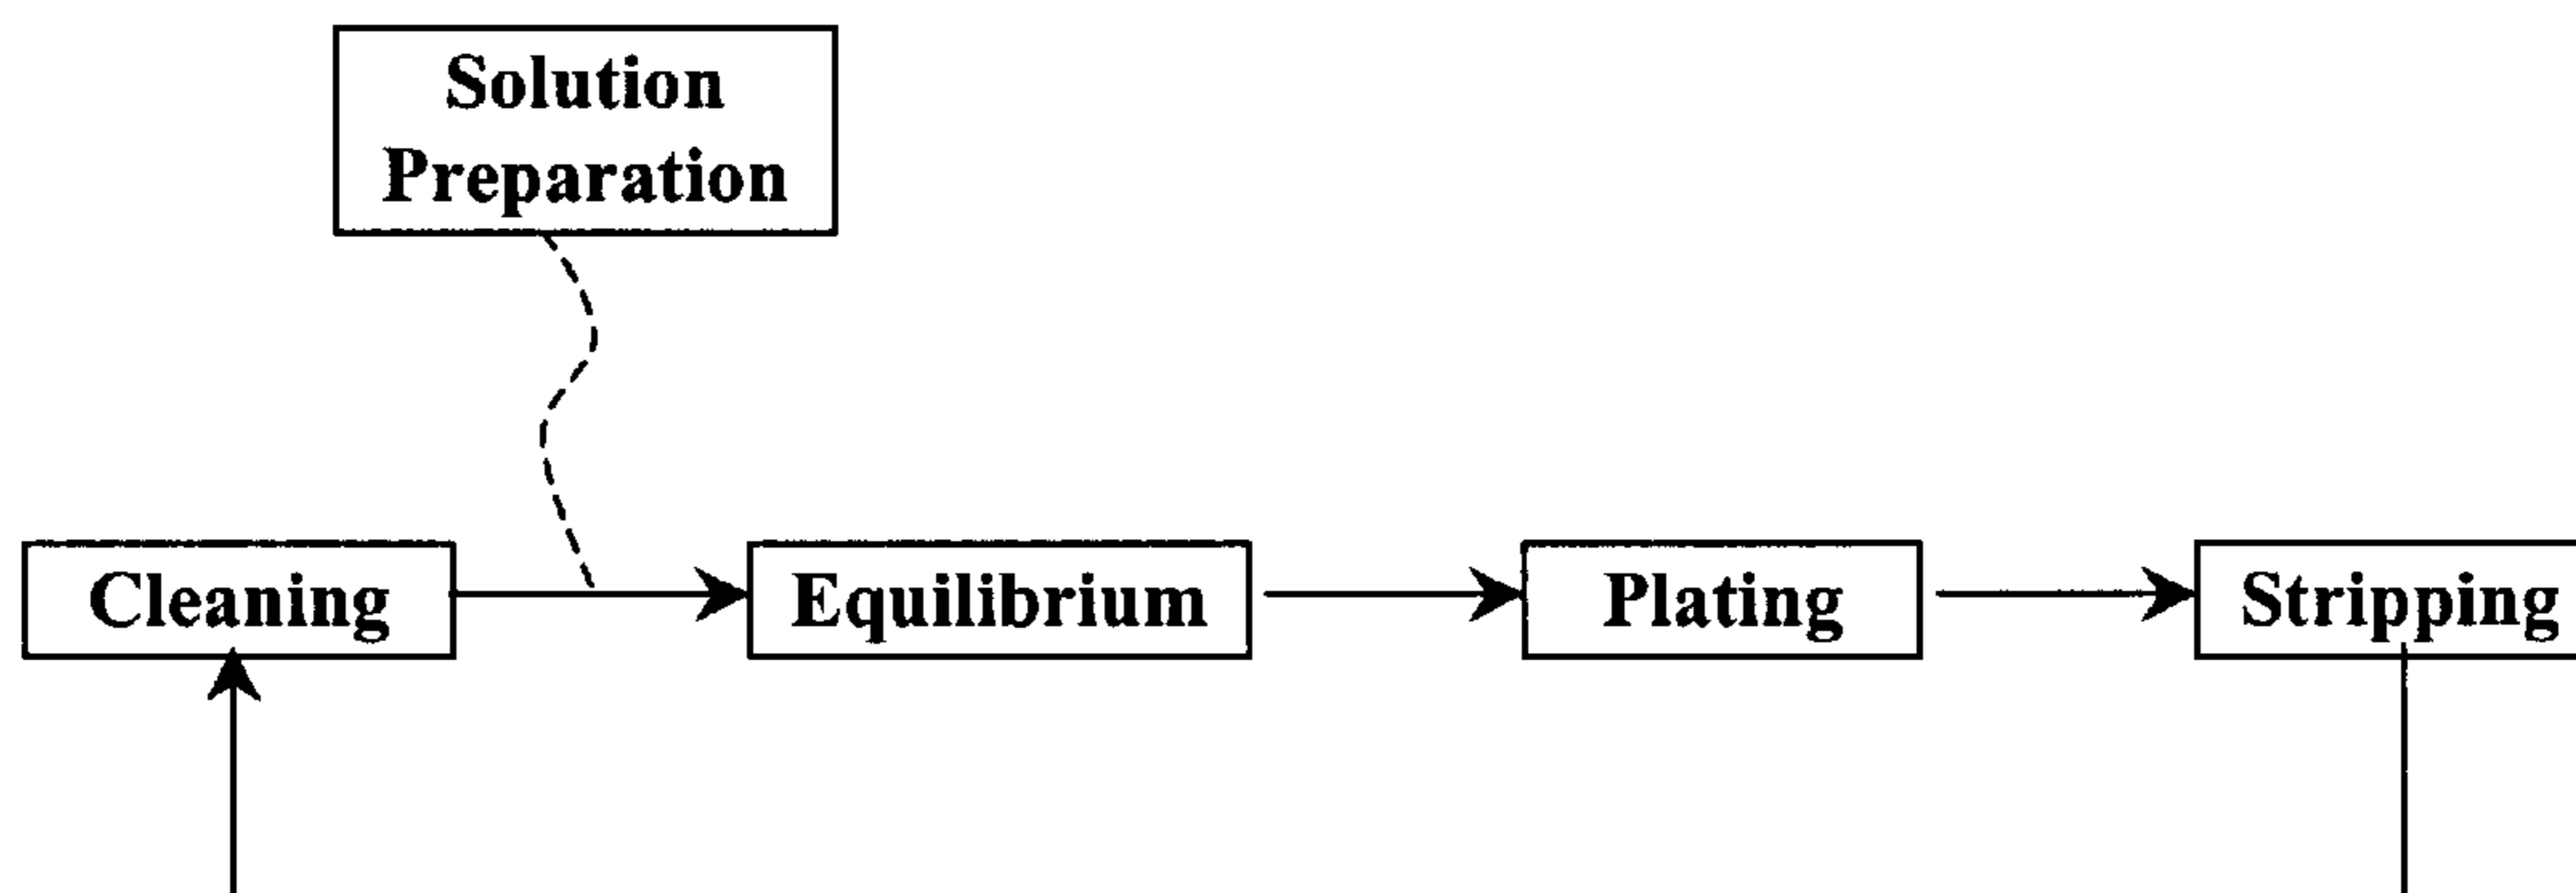 Solution
Preparation
Cleaning
Equilibrium
Plating
Stripping